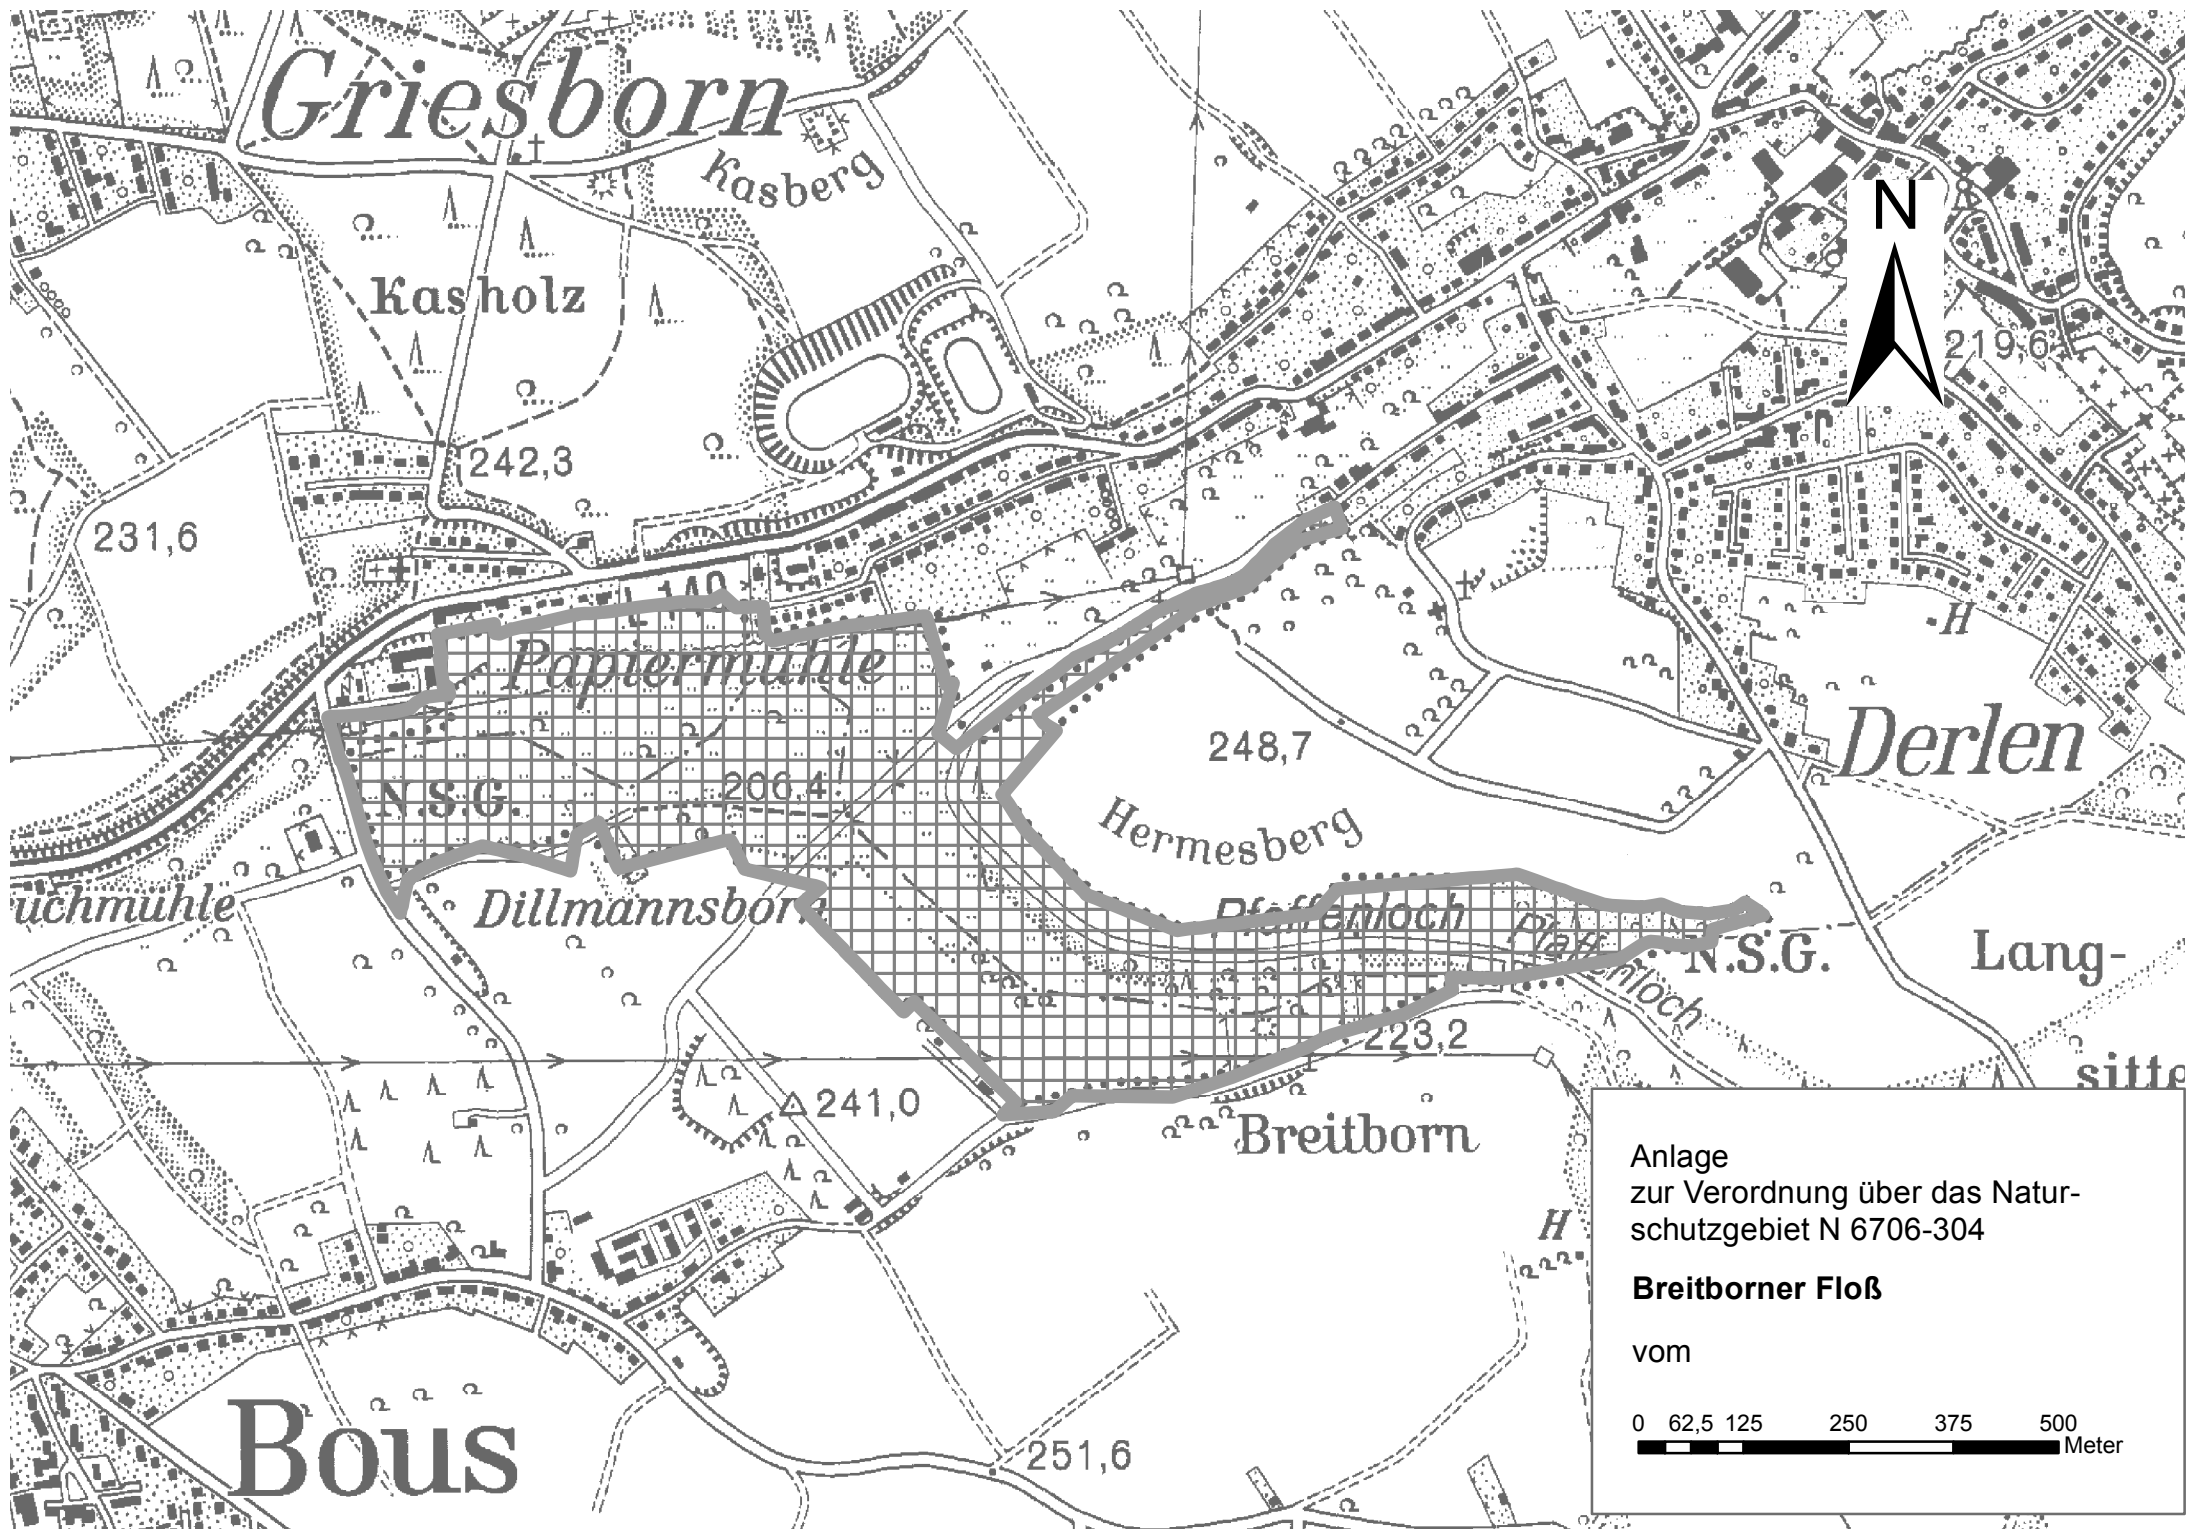 Griesborn
Kasberg
N
Kasholz
219,6
242,3
231,6
140
H
Papiermühle
Derlen
248,7
206,4
N.S.G.
Hermesberg
uchmühle
Dillmannsborn
Pfaffenloch
Pfaffenloch
N.S.G.
Lang-
223,2
sitte
241,0
Breitborn
H
Bous
251,6
Anlage
zur Verordnung über das Natur-
schutzgebiet N 6706-304
Breitborner Floß
vom
0 62,5 125 250 375 500
Meter